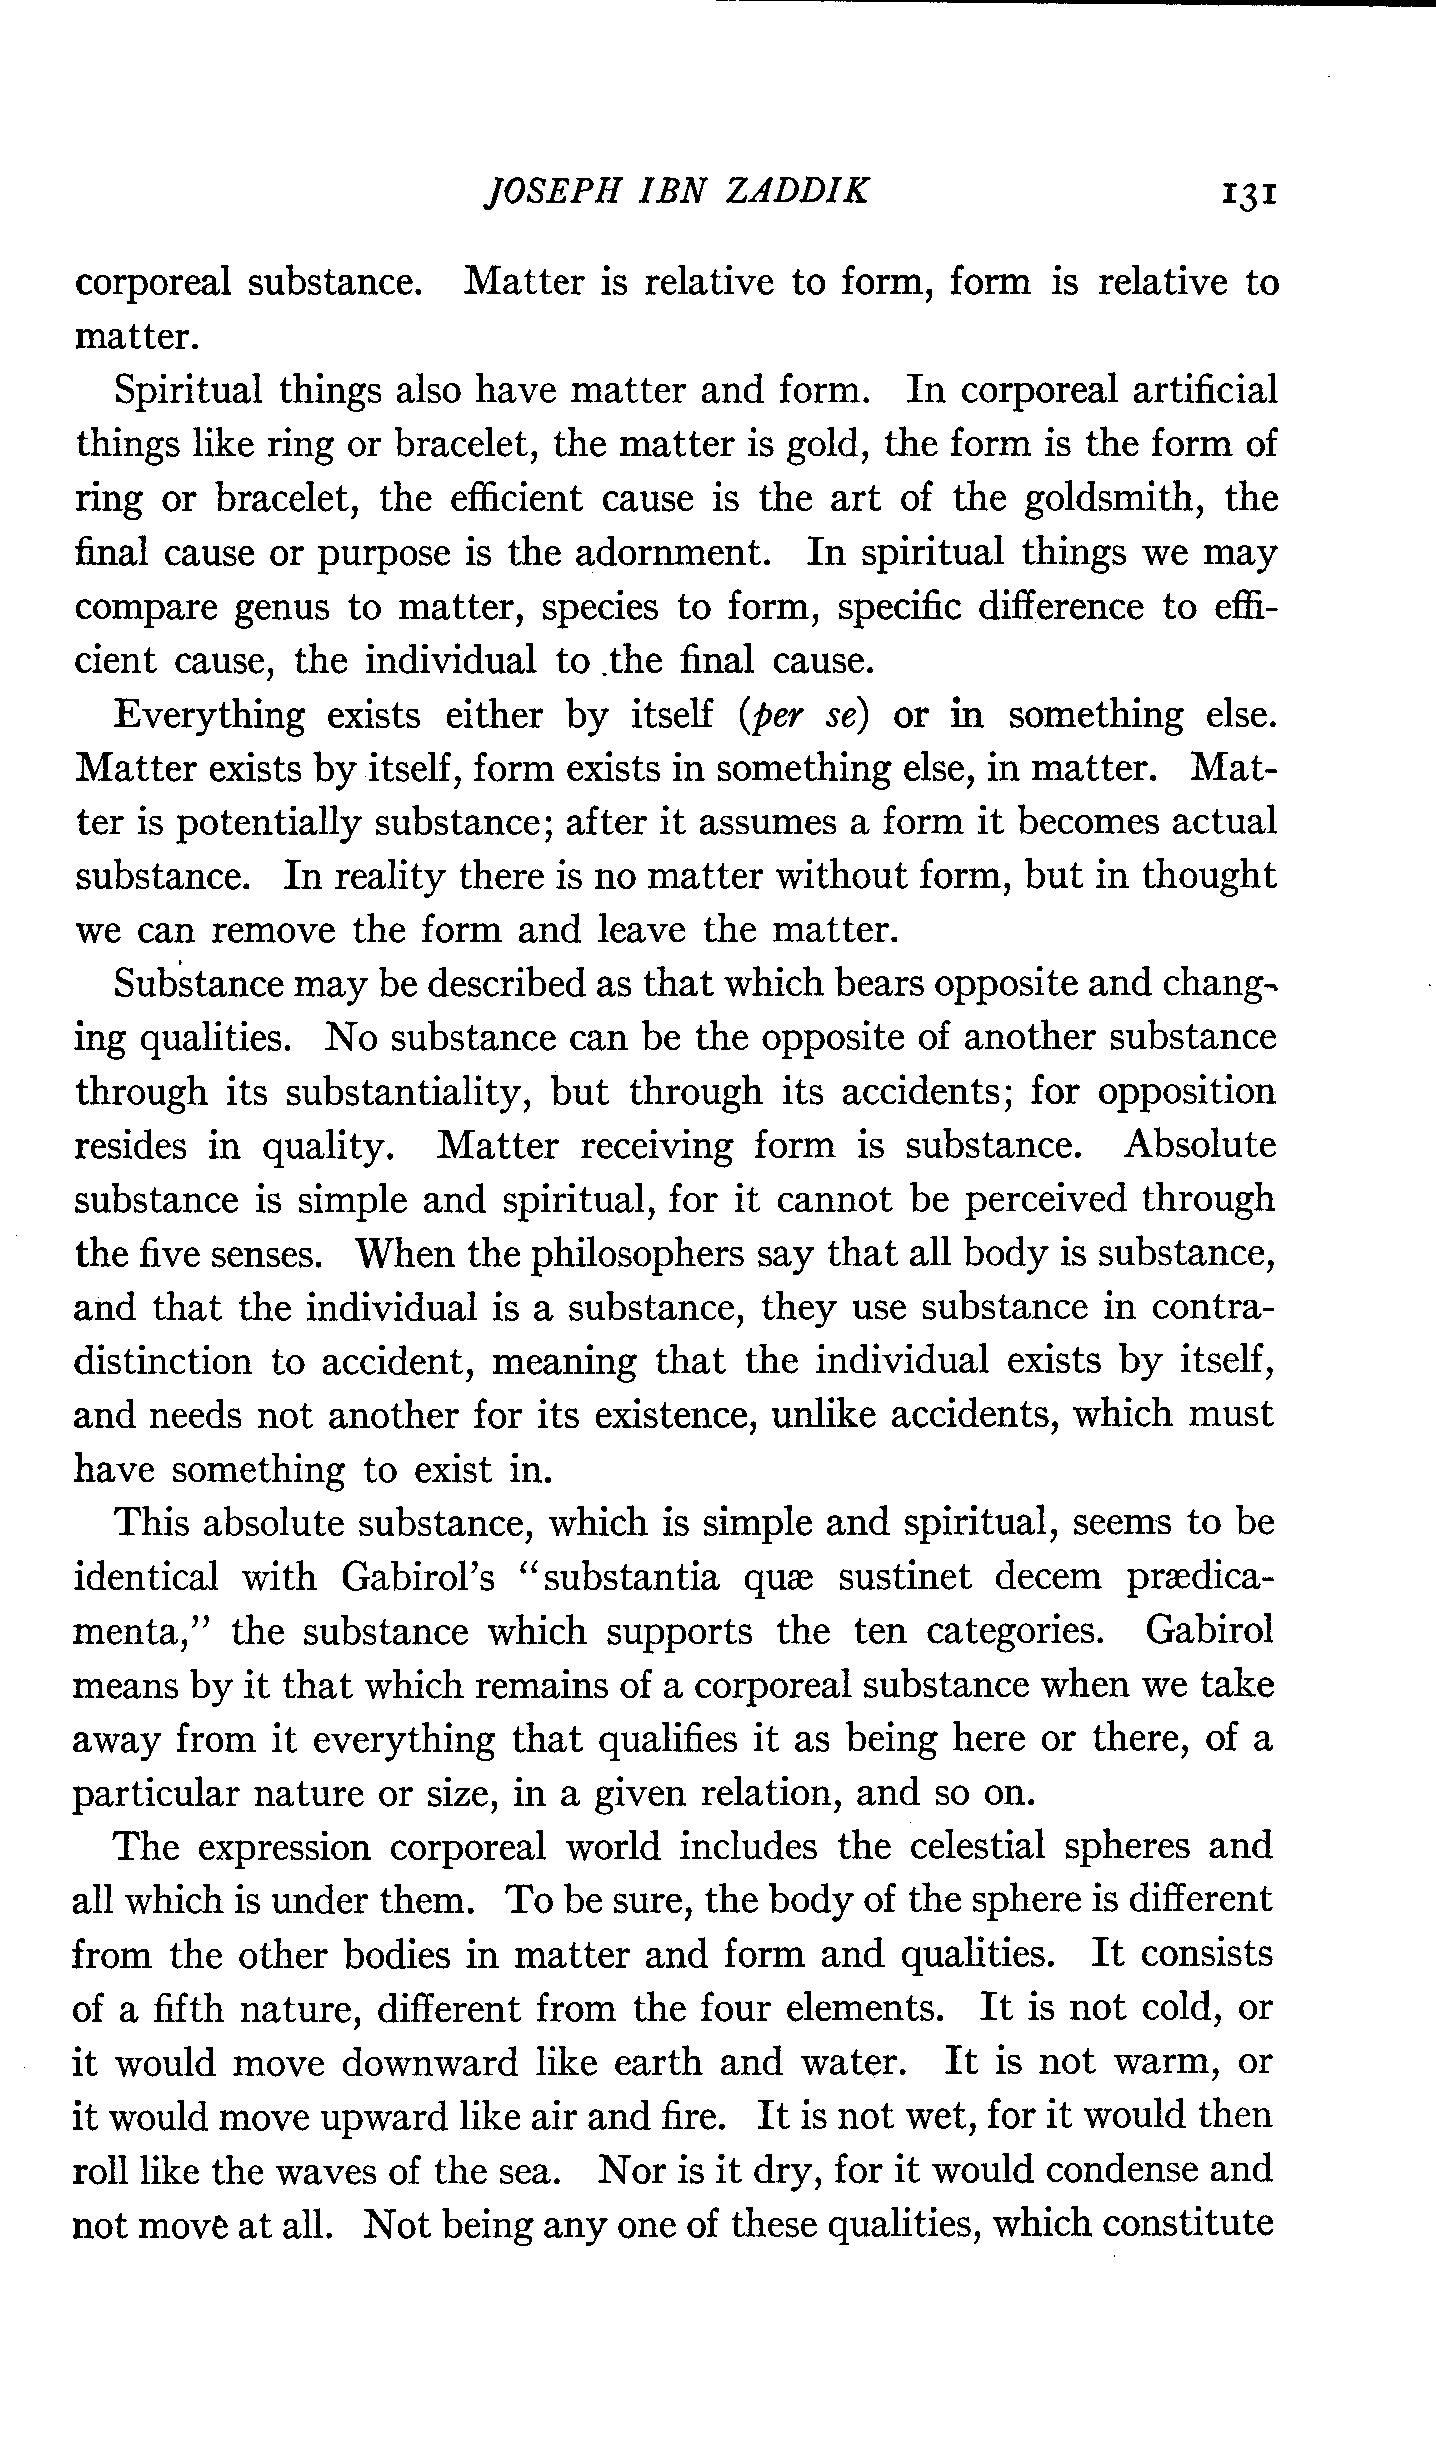 JOSEPH IBN ZADDIK 131
corporeal substance. Matter is relative to form, form is relative to
matter.
Spiritual things also have matter and form. In corporeal artificial
things like ring or bracelet, the matter is gold, the form is the form of
ring or bracelet, the efficient cause is the art of the goldsmith, the
final cause or purpose is the adornment. In spiritual things we may
compare genus to matter, species to form, specific difference to effi-
cient cause, the individual to the final cause.
Everything exists either by itself (per se) or in something else.
Matter exists by itself, form exists in something else, in matter. Mat-
ter is potentially substance; after it assumes a form it becomes actual
substance. In reality there is no matter without form, but in thought
we can remove the form and leave the matter.
Substance may be described as that which bears opposite and chang-
ing qualities. No substance can be the opposite of another substance
through its substantiality, but through its accidents; for opposition
resides in quality. Matter receiving form is substance. Absolute
substance is simple and spiritual, for it cannot be perceived through
the five senses. When the philosophers say that all body is substance,
and that the individual is a substance, they use substance in contra-
distinction to accident, meaning that the individual exists by itself,
and needs not another for its existence, unlike accidents, which must
have something to exist in.
This absolute substance, which is simple and spiritual, seems to be
identical with Gabirol's "substantia quæ sustinet decem prædica-
menta," the substance which supports the ten categories. Gabirol
means by it that which remains of a corporeal substance when we take
away from it everything that qualifies it as being here or there, of a
particular nature or size, in a given relation, and so on.
The expression corporeal world includes the celestial spheres and
all which is under them. To be sure, the body of the sphere is different
from the other bodies in matter and form and qualities. It consists
of a fifth nature, different from the four elements. It is not cold, or
it would move downward like earth and water. It is not warm, or
it would move upward like air and fire. It is not wet, for it would then
roll like the waves of the sea. Nor is it dry, for it would condense and
not move at all. Not being any one of these qualities, which constitute